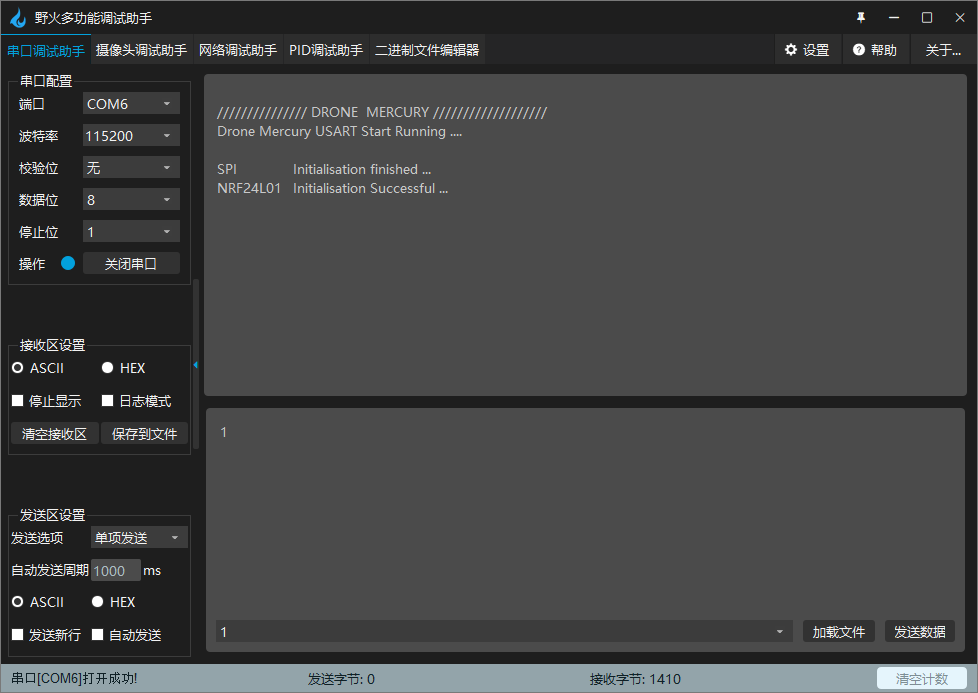 野火多功能调试助手
串口调试助手 摄像头调试助手 网络调试助手 PID调试助手 二进制文件编辑器 设置 帮助 关于...
串口配置
端口 COM6
波特率 115200
校验位 无
数据位 8
停止位 1
操作 关闭串口
接收区设置
ASCII HEX
停止显示 日志模式
清空接收区 保存到文件
发送区设置
发送选项 单项发送
自动发送周期 1000 ms
ASCII HEX
发送新行 自动发送
/////////////// DRONE  MERCURY ///////////////////
Drone Mercury USART Start Running ....
SPI Initialisation finished ...
NRF24L01 Initialisation Successful ...
1
1 加载文件 发送数据
串口[COM6]打开成功! 发送字节: 0 接收字节: 1410 清空计数